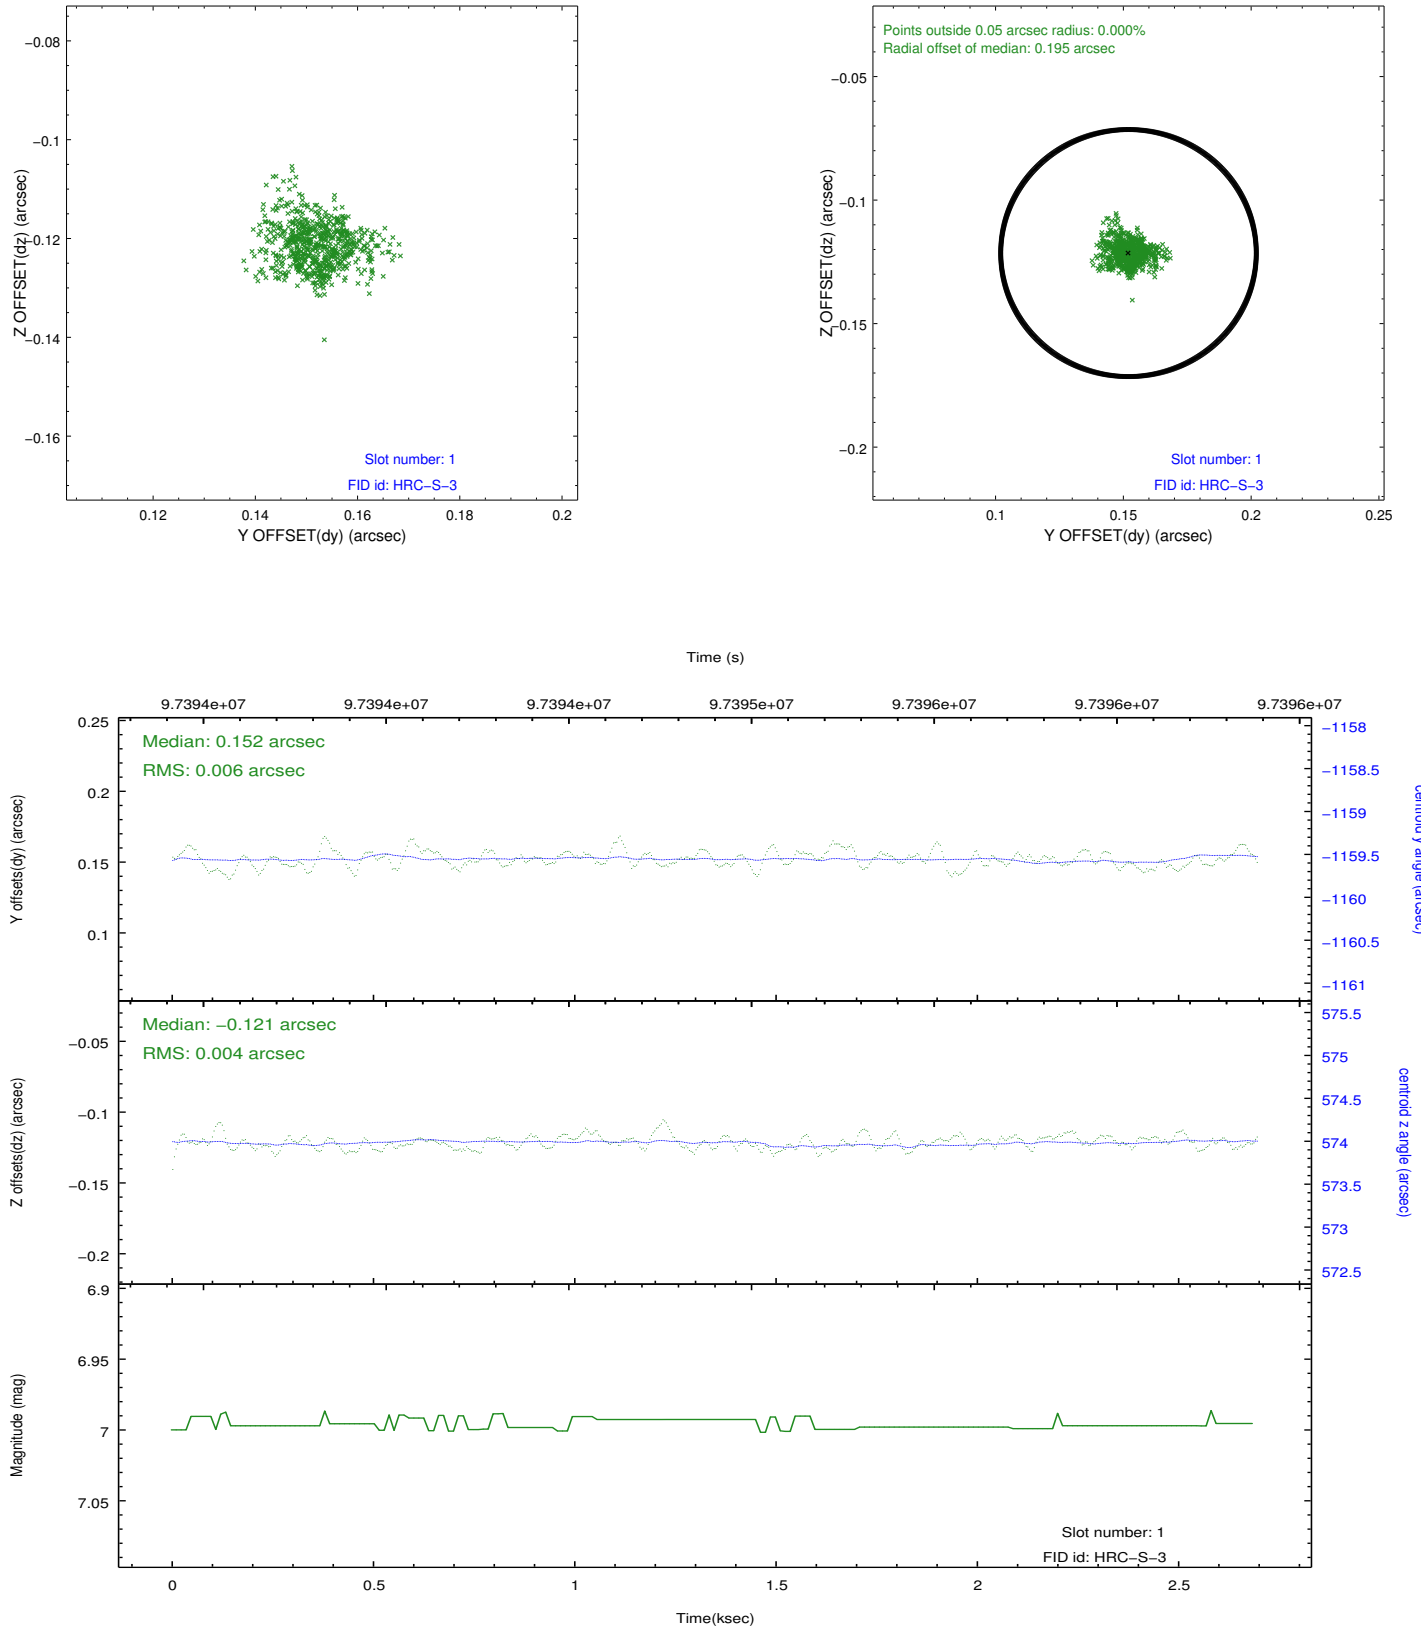 −0.08
−0.1
−0.12
−0.14
−0.16
Z OFFSET(dz) (arcsec)
Slot number: 1
FID id: HRC−S−3
0.12
0.14
0.16
0.18
0.2
Y OFFSET(dy) (arcsec)
Points outside 0.05 arcsec radius: 0.000%
Radial offset of median: 0.195 arcsec
−0.05
−0.1
−0.15
−0.2
Z OFFSET(dz) (arcsec)
Slot number: 1
FID id: HRC−S−3
0.1
0.15
0.2
0.25
Y OFFSET(dy) (arcsec)
Time (s)
9.7394e+07
9.7394e+07
9.7394e+07
9.7395e+07
9.7396e+07
9.7396e+07
9.7396e+07
0.25
0.2
0.15
0.1
Y offsets(dy) (arcsec)
Median: 0.152 arcsec
RMS: 0.006 arcsec
−1158
−1158.5
−1159
−1159.5
−1160
−1160.5
−1161
centroid y angle (arcsec)
−0.05
−0.1
−0.15
−0.2
Z offsets(dz) (arcsec)
Median: −0.121 arcsec
RMS: 0.004 arcsec
575.5
575
574.5
574
573.5
573
572.5
centroid z angle (arcsec)
6.9
6.95
7
7.05
Magnitude (mag)
Slot number: 1
FID id: HRC−S−3
0
0.5
1
1.5
2
2.5
Time(ksec)